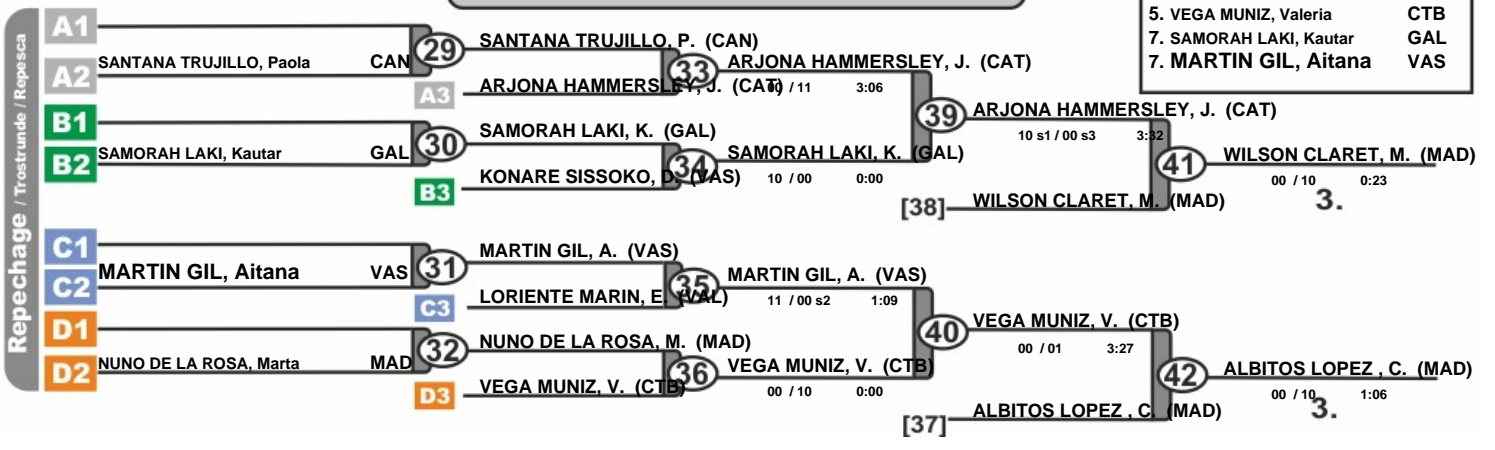 Repechage / Trostrunde / Repesca
5. VEGA MUNIZ, Valeria CTB
7. SAMORAH LAKI, Kautar GAL
7. MARTIN GIL, Aitana VAS
A1
SANTANA TRUJILLO, Paola CAN
A2
29
SANTANA TRUJILLO, P. (CAN)
A3
ARJONA HAMMERSLEY, J. (CAT)
33
ARJONA HAMMERSLEY, J. (CAT)
00 / 11 3:06
B1
SAMORAH LAKI, Kautar GAL
B2
30
SAMORAH LAKI, K. (GAL)
B3
KONARE SISSOKO, D. (VAS)
34
SAMORAH LAKI, K. (GAL)
10 / 00 0:00
39
ARJONA HAMMERSLEY, J. (CAT)
10 s1 / 00 s3 3:32
[38]
WILSON CLARET, M. (MAD)
41
WILSON CLARET, M. (MAD)
00 / 10 0:23
3.
C1
MARTIN GIL, Aitana VAS
C2
31
MARTIN GIL, A. (VAS)
C3
LORIENTE MARIN, E. (VAL)
35
MARTIN GIL, A. (VAS)
11 / 00 s2 1:09
D1
NUNO DE LA ROSA, Marta MAD
D2
32
NUNO DE LA ROSA, M. (MAD)
D3
VEGA MUNIZ, V. (CTB)
36
VEGA MUNIZ, V. (CTB)
00 / 10 0:00
40
VEGA MUNIZ, V. (CTB)
00 / 01 3:27
[37]
ALBITOS LOPEZ , C. (MAD)
42
ALBITOS LOPEZ , C. (MAD)
00 / 10 1:06
3.